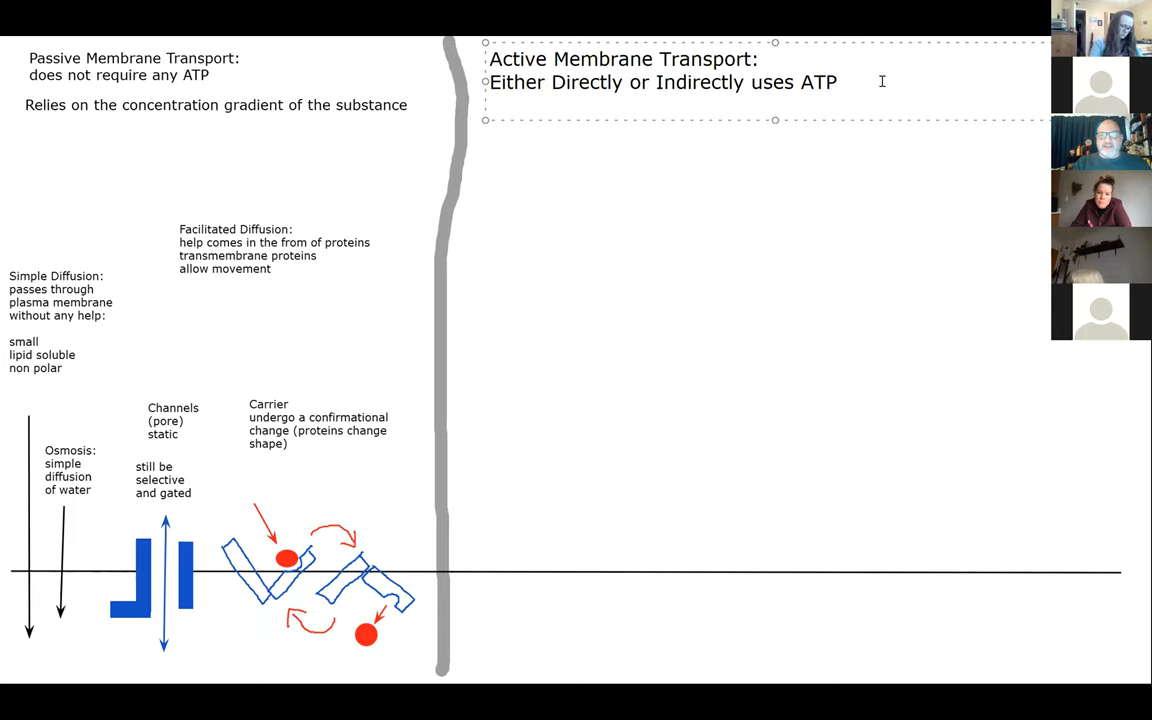 Passive Membrane Transport:
does not require any ATP
Relies on the concentration gradient of the substance
Facilitated Diffusion:
help comes in the from of proteins
transmembrane proteins
allow movement
Simple Diffusion:
passes through
plasma membrane
without any help:
small
lipid soluble
non polar
Osmosis:
simple
diffusion
of water
Channels
(pore)
static
still be
selective
and gated
Carrier
undergo a confirmational
change (proteins change
shape)
Active Membrane Transport:
Either Directly or Indirectly uses ATP